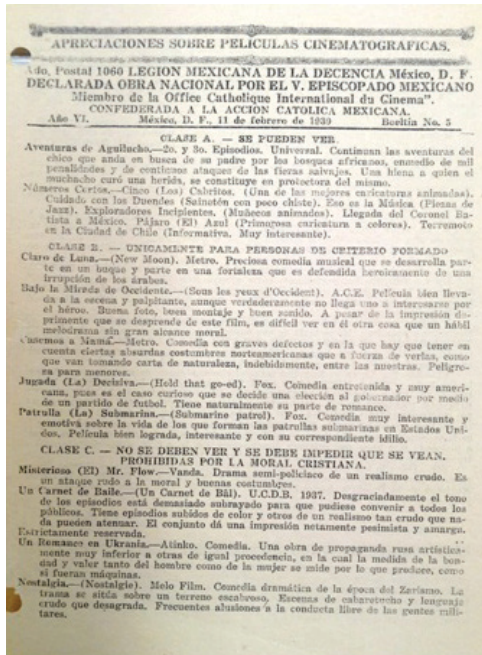 APRECIACIONES SOBRE PELICULAS CINEMATOGRAFICAS.
Apdo. Postal 1060 LEGION MEXICANA DE LA DECENCIA México, D. F.
DECLARADA OBRA NACIONAL POR EL V. EPISCOPADO MEXICANO
Miembro de la Office Catholique International du Cinema".
CONFEDERADA A LA ACCION CATOLICA MEXICANA.
Año VI. México, D. F., 11 de febrero de 1939 Boeltín No. 5
CLASE A. — SE PUEDEN VER.
Aventuras de Aguilucho.—2o. y 3o. Episodios. Universal. Continuan las aventuras del
chico que anda en busca de su padre por los bosques africanos, enmedio de mil
penalidades y de continuos ataques de las fieras salvajes. Una hiena a quien el
muchacho curó una herida, se constituye en protectora del mismo.
Números Cortos.—Cinco (Los) Cabritos. (Una de las mejores caricaturas animadas).
Cuidado con los Duendes (Sainetón con poco chiste). Eso es la Música (Piezas de
Jazz). Exploradores Incipientes. (Muñecos animados). Llegada del Coronel Ba-
tista a México. Pájaro (El) Azul (Primorosa caricatura a colores). Terremoto
en la Ciudad de Chile (Informativa. Muy interesante).
CLASE B. — UNICAMENTE PARA PERSONAS DE CRITERIO FORMADO
Claro de Luna.—(New Moon). Metro. Preciosa comedia musical que se desarrolla par-
te en un buque y parte en una fortaleza que es defendida heroicamente de una
irrupción de los árabes.
Bajo la Mirada de Occidente.—(Sous les yeux d'Occident). A.C.E. Película bien lleva-
da a la escena y palpitante, aunque verdaderamente no llega uno a interesarse por
el héroe. Buena foto, buen montaje y buen sonido. A pesar de la impresión de-
primente que se desprende de este film, es difícil ver en él otra cosa que un hábil
melodrama sin gran alcance moral.
Casemos a Mamá.—Metro. Comedia con graves defectos y en la que hay que tener en
cuenta ciertas absurdas costumbres norteamericanas que a fuerza de verlas, como
que van tomando carta de naturaleza, indebidamente, entre las nuestras. Peligro-
sa para menores.
Jugada (La) Decisiva.—(Hold that go-ed). Fox. Comedia entretenida y muy ameri-
cana, pues es el caso curioso que se decide una elección al gobernador por medio
de un partido de futbol. Tiene naturalmente su parte de romance.
Patrulla (La) Submarina.—(Submarine patrol). Fox. Comedia muy interesante y
emotiva sobre la vida de los que forman las patrullas submarinas en Estados Uni-
dos. Película bien lograda, interesante y con su correspondiente idilio.
CLASE C. — NO SE DEBEN VER Y SE DEBE IMPEDIR QUE SE VEAN.
PROHIBIDAS POR LA MORAL CRISTIANA.
Misterioso (El) Mr. Flow.—Vanda. Drama semi-policíaco de un realismo crudo. Es
un ataque rudo a la moral y buenas costumbres.
Un Carnet de Baile.—(Un Carnet de Bál). U.C.D.B. 1937. Desgraciadamente el tono
de los episodios está demasiado subrayado para que pudiese convenir a todos los
públicos. Tiene episodios subidos de color y otros de un realismo tan crudo que na-
da pueden atenuar. El conjunto dá una impresión netamente pesimista y amarga.
Estrictamente reservada.
Un Romance en Ukrania.—Atinko. Comedia. Una obra de propaganda rusa artística-
mente muy inferior a otras de igual procedencia, en la cual la medida de la bon-
dad y valer tanto del hombre como de la mujer se mide por lo que produce, como
si fueran máquinas.
Nostalgia.—(Nostalgie). Melo Film. Comedia dramática de la época del Zarismo. La
trama se sitúa sobre un terreno escabroso. Escenas de cabaretucho y lenguaje
crudo que desagrada. Frecuentes alusiones a la conducta libre de las gentes mili-
tares.